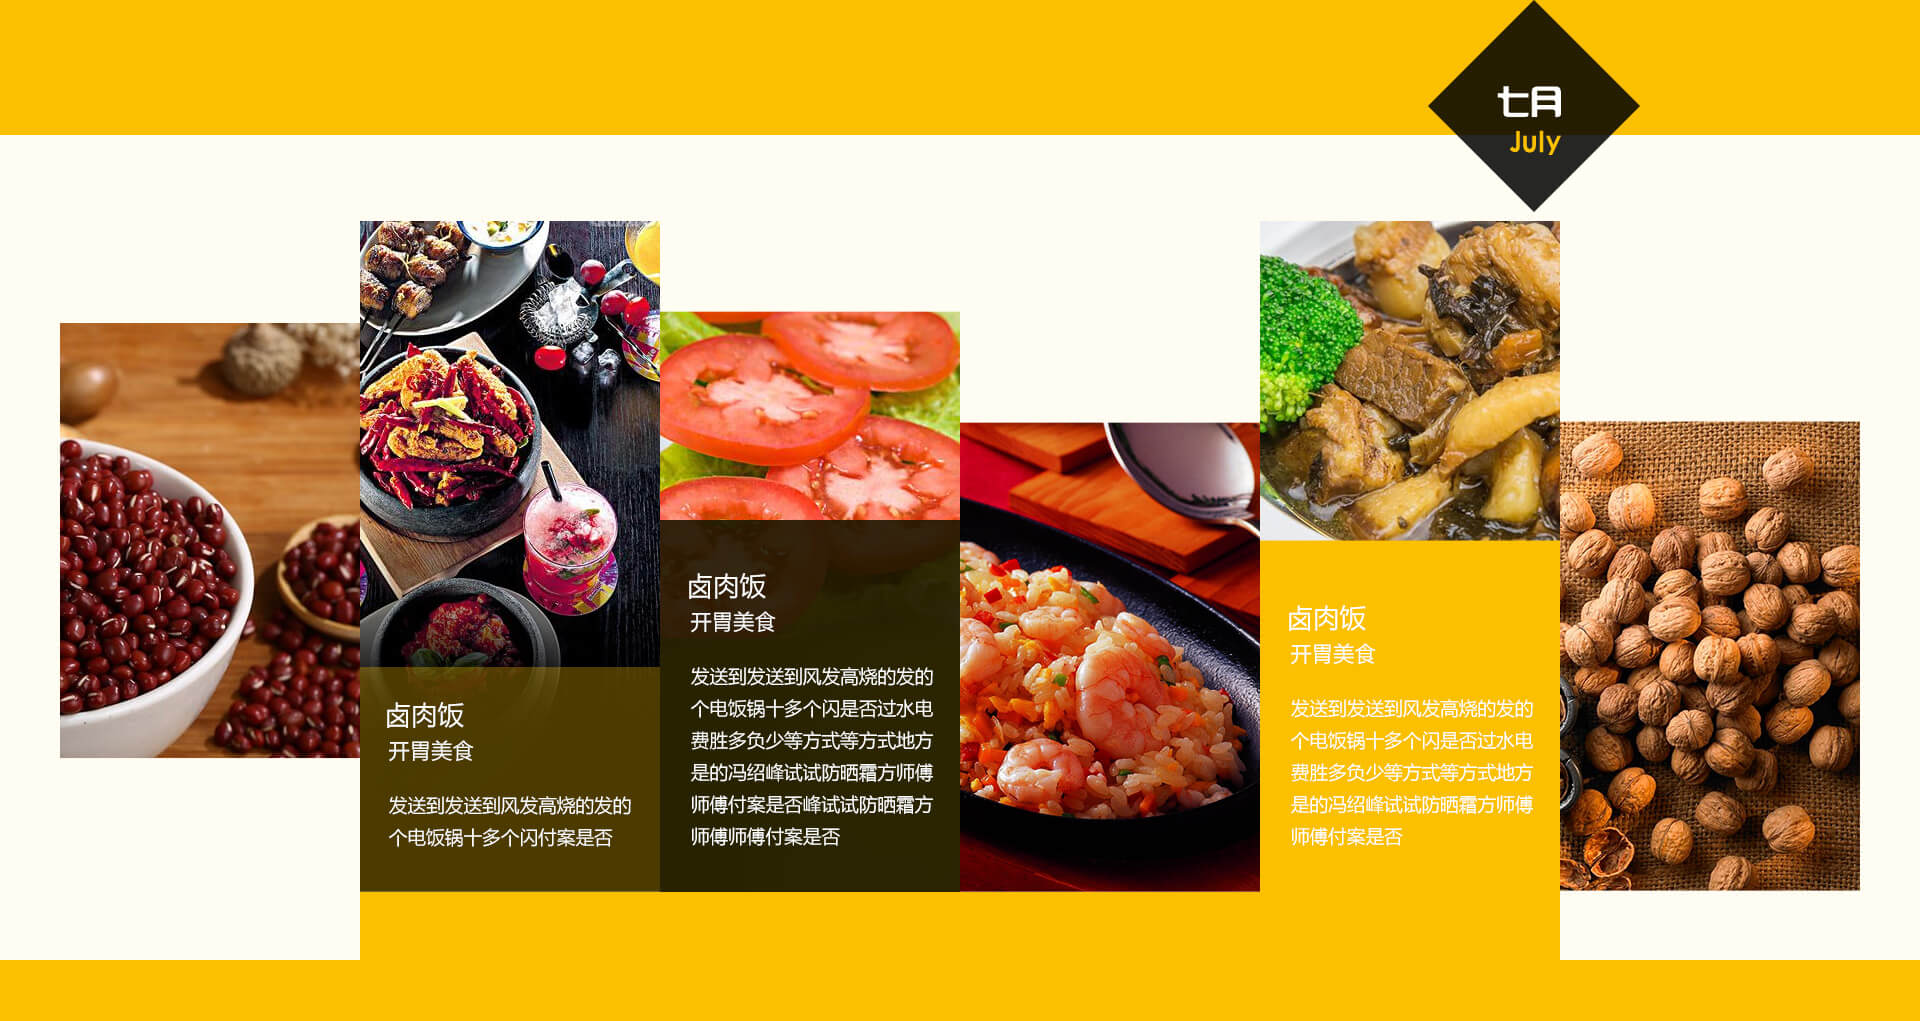 七月
July
卤肉饭
开胃美食
发送到发送到风发高烧的发的
个电饭锅十多个闪付案是否
卤肉饭
开胃美食
发送到发送到风发高烧的发的
个电饭锅十多个闪是否过水电
费胜多负少等方式等方式地方
是的冯绍峰试试防晒霜方师傅
师傅付案是否峰试试防晒霜方
师傅师傅付案是否
卤肉饭
开胃美食
发送到发送到风发高烧的发的
个电饭锅十多个闪是否过水电
费胜多负少等方式等方式地方
是的冯绍峰试试防晒霜方师傅
师傅付案是否